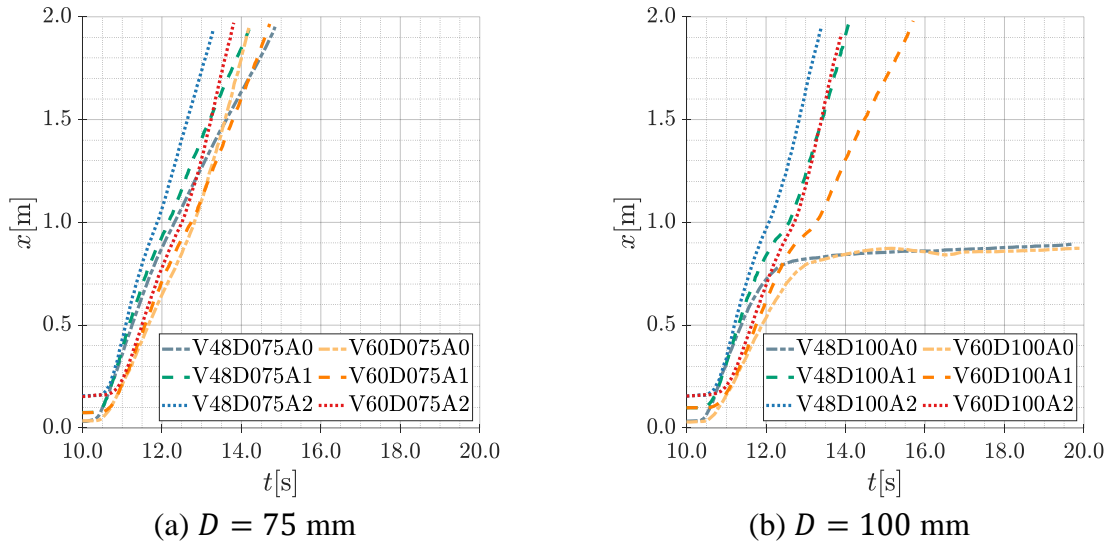 2.0
1.5
1.0
0.5
0.0
x[m]
10.0 12.0 14.0 16.0 18.0 20.0
t[s]
V48D075A0 V60D075A0
V48D075A1 V60D075A1
V48D075A2 V60D075A2
(a) D = 75 mm
2.0
1.5
1.0
0.5
0.0
x[m]
10.0 12.0 14.0 16.0 18.0 20.0
t[s]
V48D100A0 V60D100A0
V48D100A1 V60D100A1
V48D100A2 V60D100A2
(b) D = 100 mm